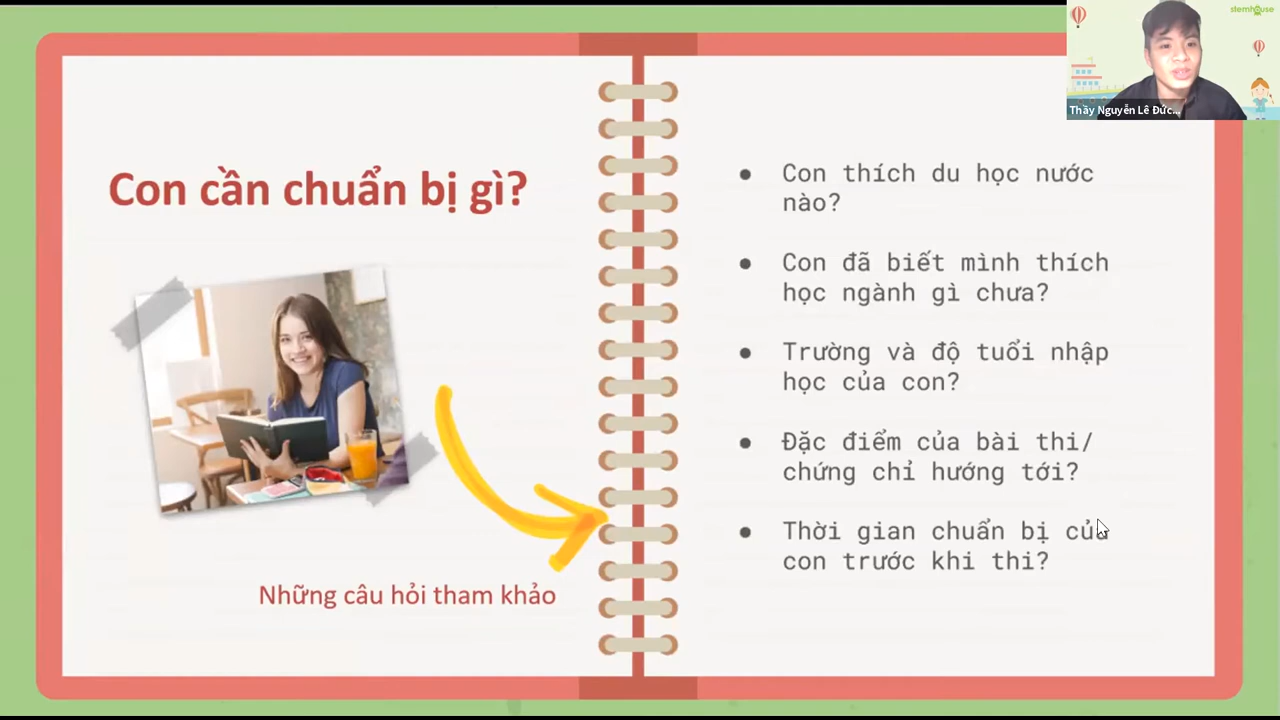 stemhouse
Thầy Nguyễn Lê Đức...
Con cần chuẩn bị gì?
Những câu hỏi tham khảo
● Con thích du học nước
nào?
● Con đã biết mình thích
học ngành gì chưa?
● Trường và độ tuổi nhập
học của con?
● Đặc điểm của bài thi/
chứng chỉ hướng tới?
● Thời gian chuẩn bị của
con trước khi thi?